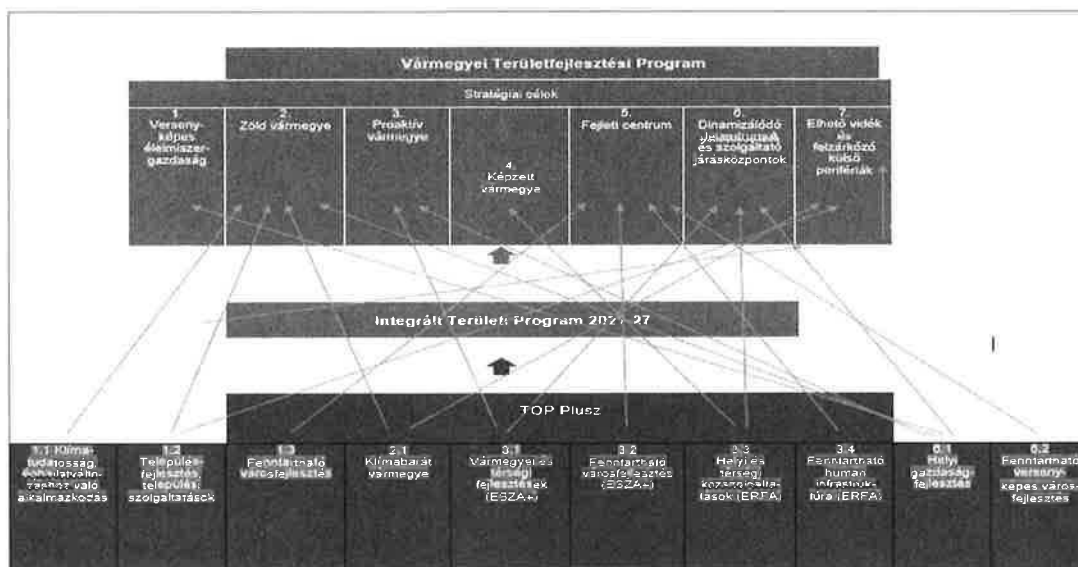 Vármegyei Területfejlesztési Program
Stratégiai célok
1.
Verseny-
képes
élelmiszer-
gazdaság
2.
Zöld vármegye
3.
Proaktív
vármegye
4.
Képzett
vármegye
5.
Fejlett centrum
6.
Dinamizálódó
és szolgáltató
járásközpontok
7.
Élhető vidék
és
felzárkózó
külső
perifériák
Integrált Területi Program 2021-27
TOP Plusz
1.1 Klíma-
tudatosság,
éghajlatválto-
záshoz való
alkalmazkodás
1.2
Település-
fejlesztés,
települési
szolgáltatások
1.3
Fenntartható
városfejlesztés
2.1
Klímabarát
vármegye
3.1
Vármegyei és
térségi
fejlesztések
(ESZA+)
3.2
Fenntartható
városfejlesztés
(ESZA+)
3.3
Helyi és
térségi
közszolgálta-
tások (ERFA)
3.4
Fenntartható
humán
infrastruk-
túra (ERFA)
6.1
Helyi
gazdaság-
fejlesztés
6.2
Fenntartható
verseny-
képes város-
fejlesztés